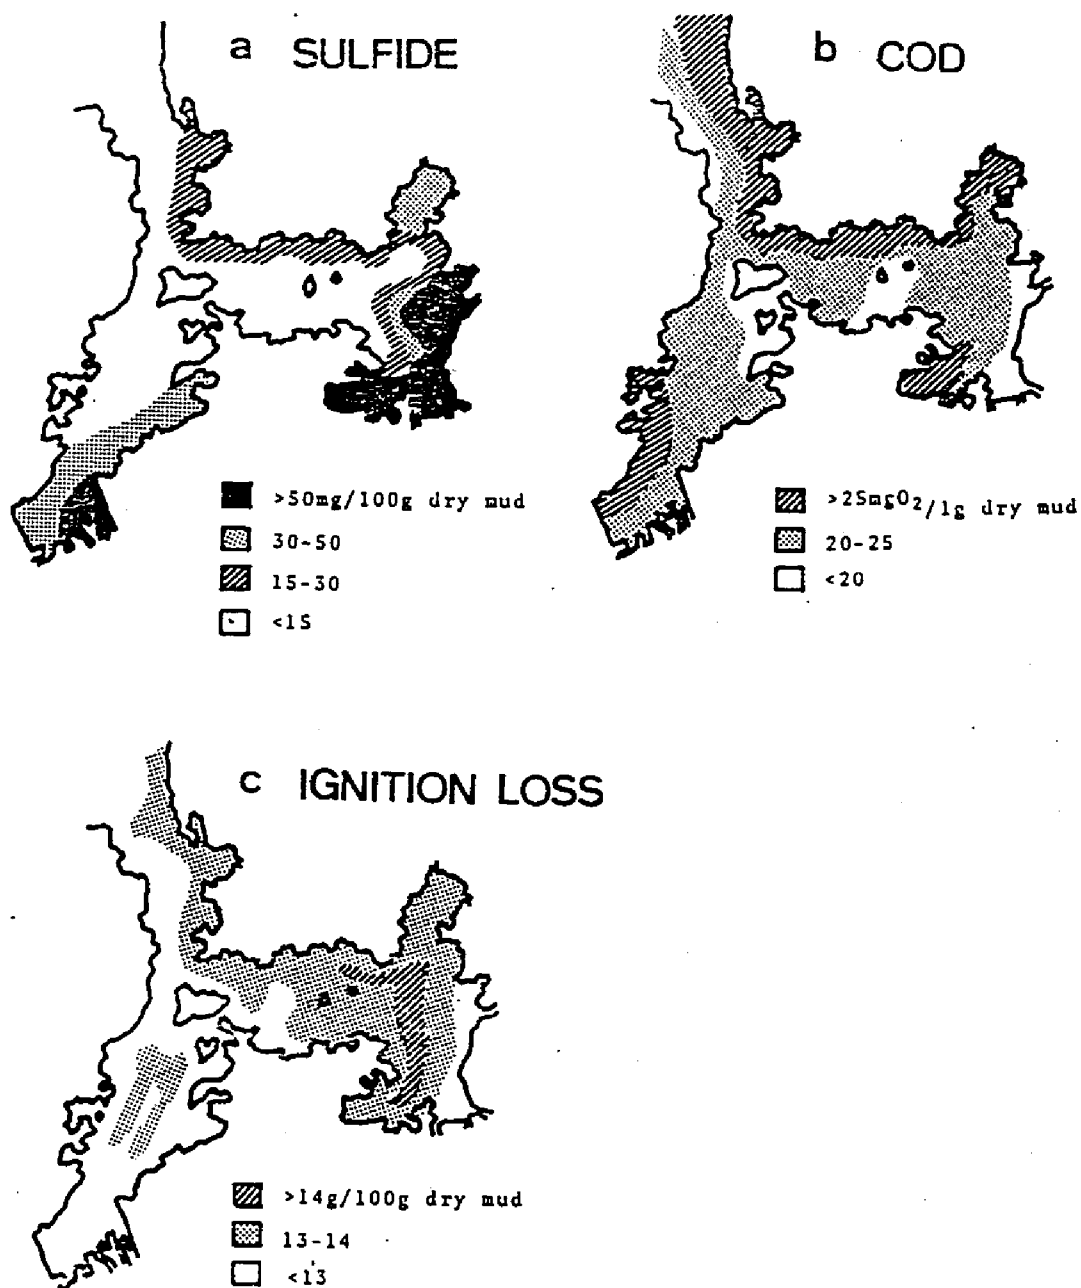 a SULFIDE
>50mg/100g dry mud
30-50
15-30
<15
b COD
>25mgO2/1g dry mud
20-25
<20
c IGNITION LOSS
>14g/100g dry mud
13-14
<13